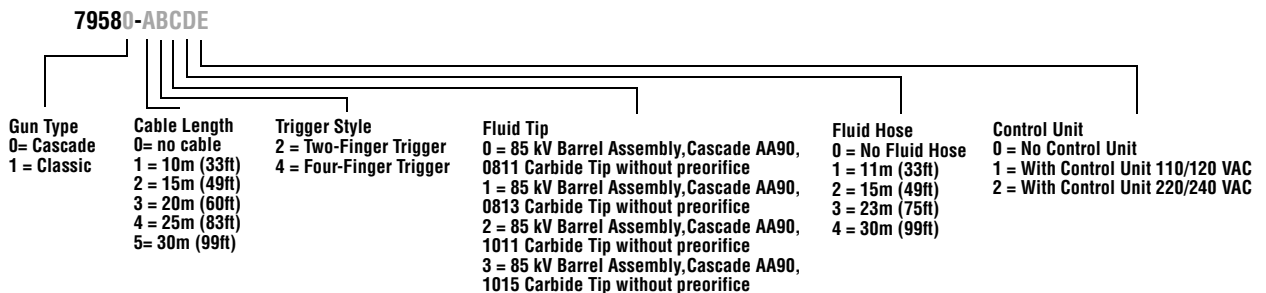 79580-ABCDE
Gun Type
0= Cascade
1 = Classic
Cable Length
0= no cable
1 = 10m (33ft)
2 = 15m (49ft)
3 = 20m (60ft)
4 = 25m (83ft)
5= 30m (99ft)
Trigger Style
2 = Two-Finger Trigger
4 = Four-Finger Trigger
Fluid Tip
0 = 85 kV Barrel Assembly,Cascade AA90,
0811 Carbide Tip without preorifice
1 = 85 kV Barrel Assembly,Cascade AA90,
0813 Carbide Tip without preorifice
2 = 85 kV Barrel Assembly,Cascade AA90,
1011 Carbide Tip without preorifice
3 = 85 kV Barrel Assembly,Cascade AA90,
1015 Carbide Tip without preorifice
Fluid Hose
0 = No Fluid Hose
1 = 11m (33ft)
2 = 15m (49ft)
3 = 23m (75ft)
4 = 30m (99ft)
Control Unit
0 = No Control Unit
1 = With Control Unit 110/120 VAC
2 = With Control Unit 220/240 VAC